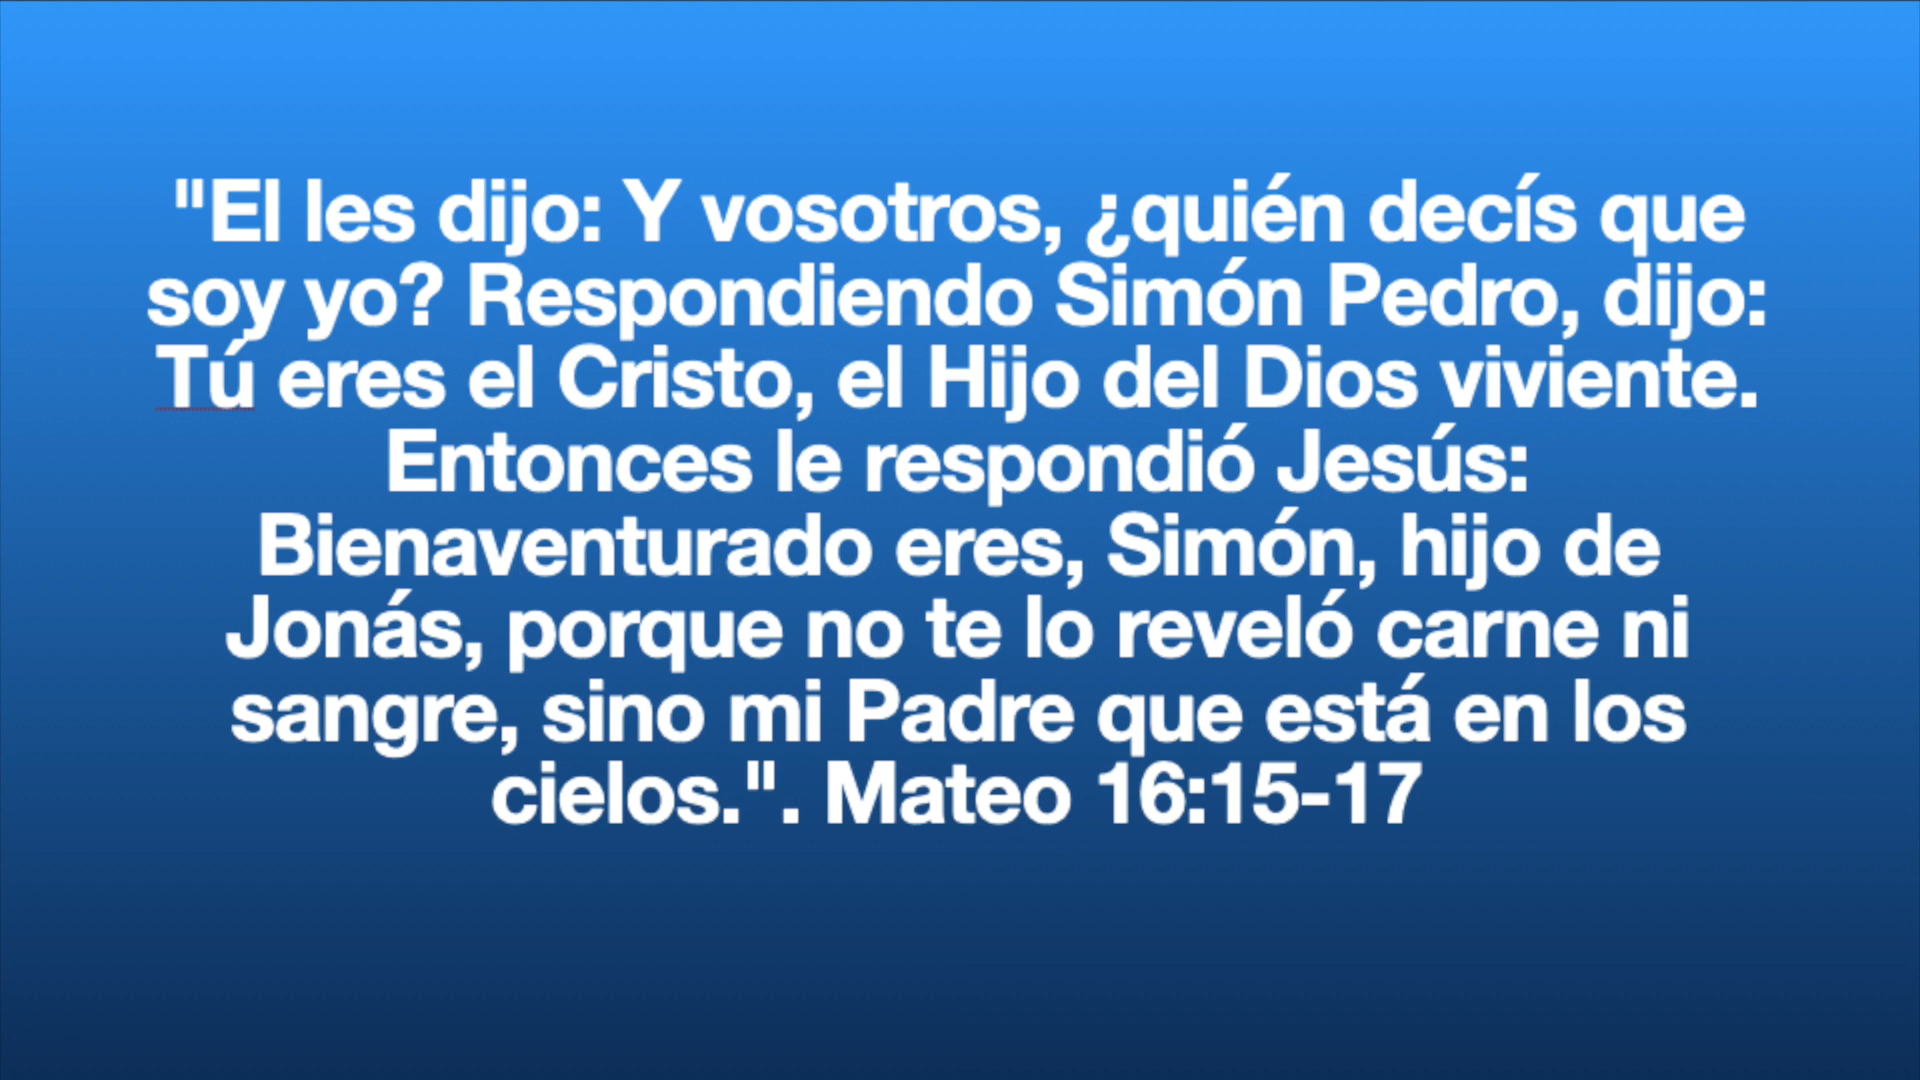 "El les dijo: Y vosotros, ¿quién decís que
soy yo? Respondiendo Simón Pedro, dijo:
Tú eres el Cristo, el Hijo del Dios viviente.
Entonces le respondió Jesús:
Bienaventurado eres, Simón, hijo de
Jonás, porque no te lo reveló carne ni
sangre, sino mi Padre que está en los
cielos.". Mateo 16:15-17